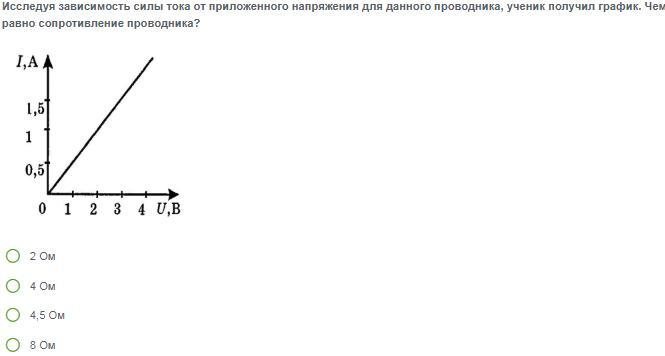 Исследуя зависимость силы тока от приложенного напряжения для данного проводника, ученик получил график. Чем
равно сопротивление проводника?
I,А
1,5
1
0,5
0 1 2 3 4 U,В
2 Ом
4 Ом
4,5 Ом
8 Ом